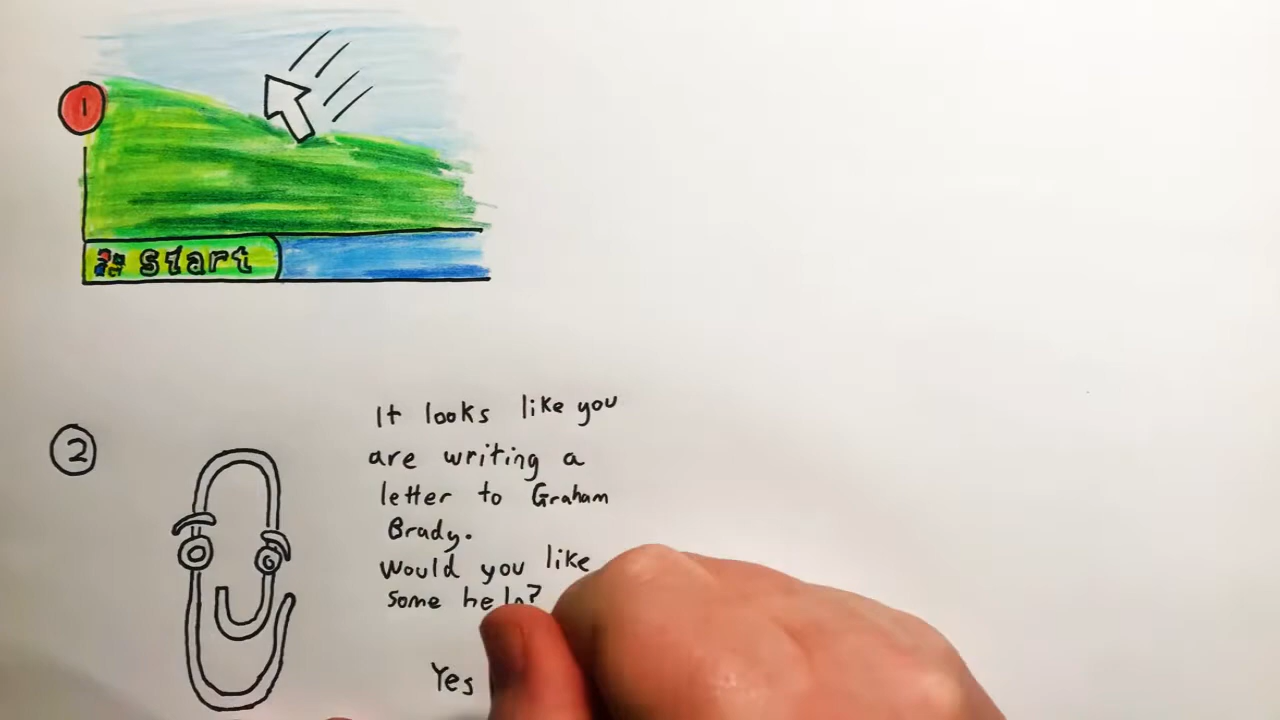 1
start
2
It looks like you
are writing a
letter to Graham
Brady.
Would you like
some help?
Yes